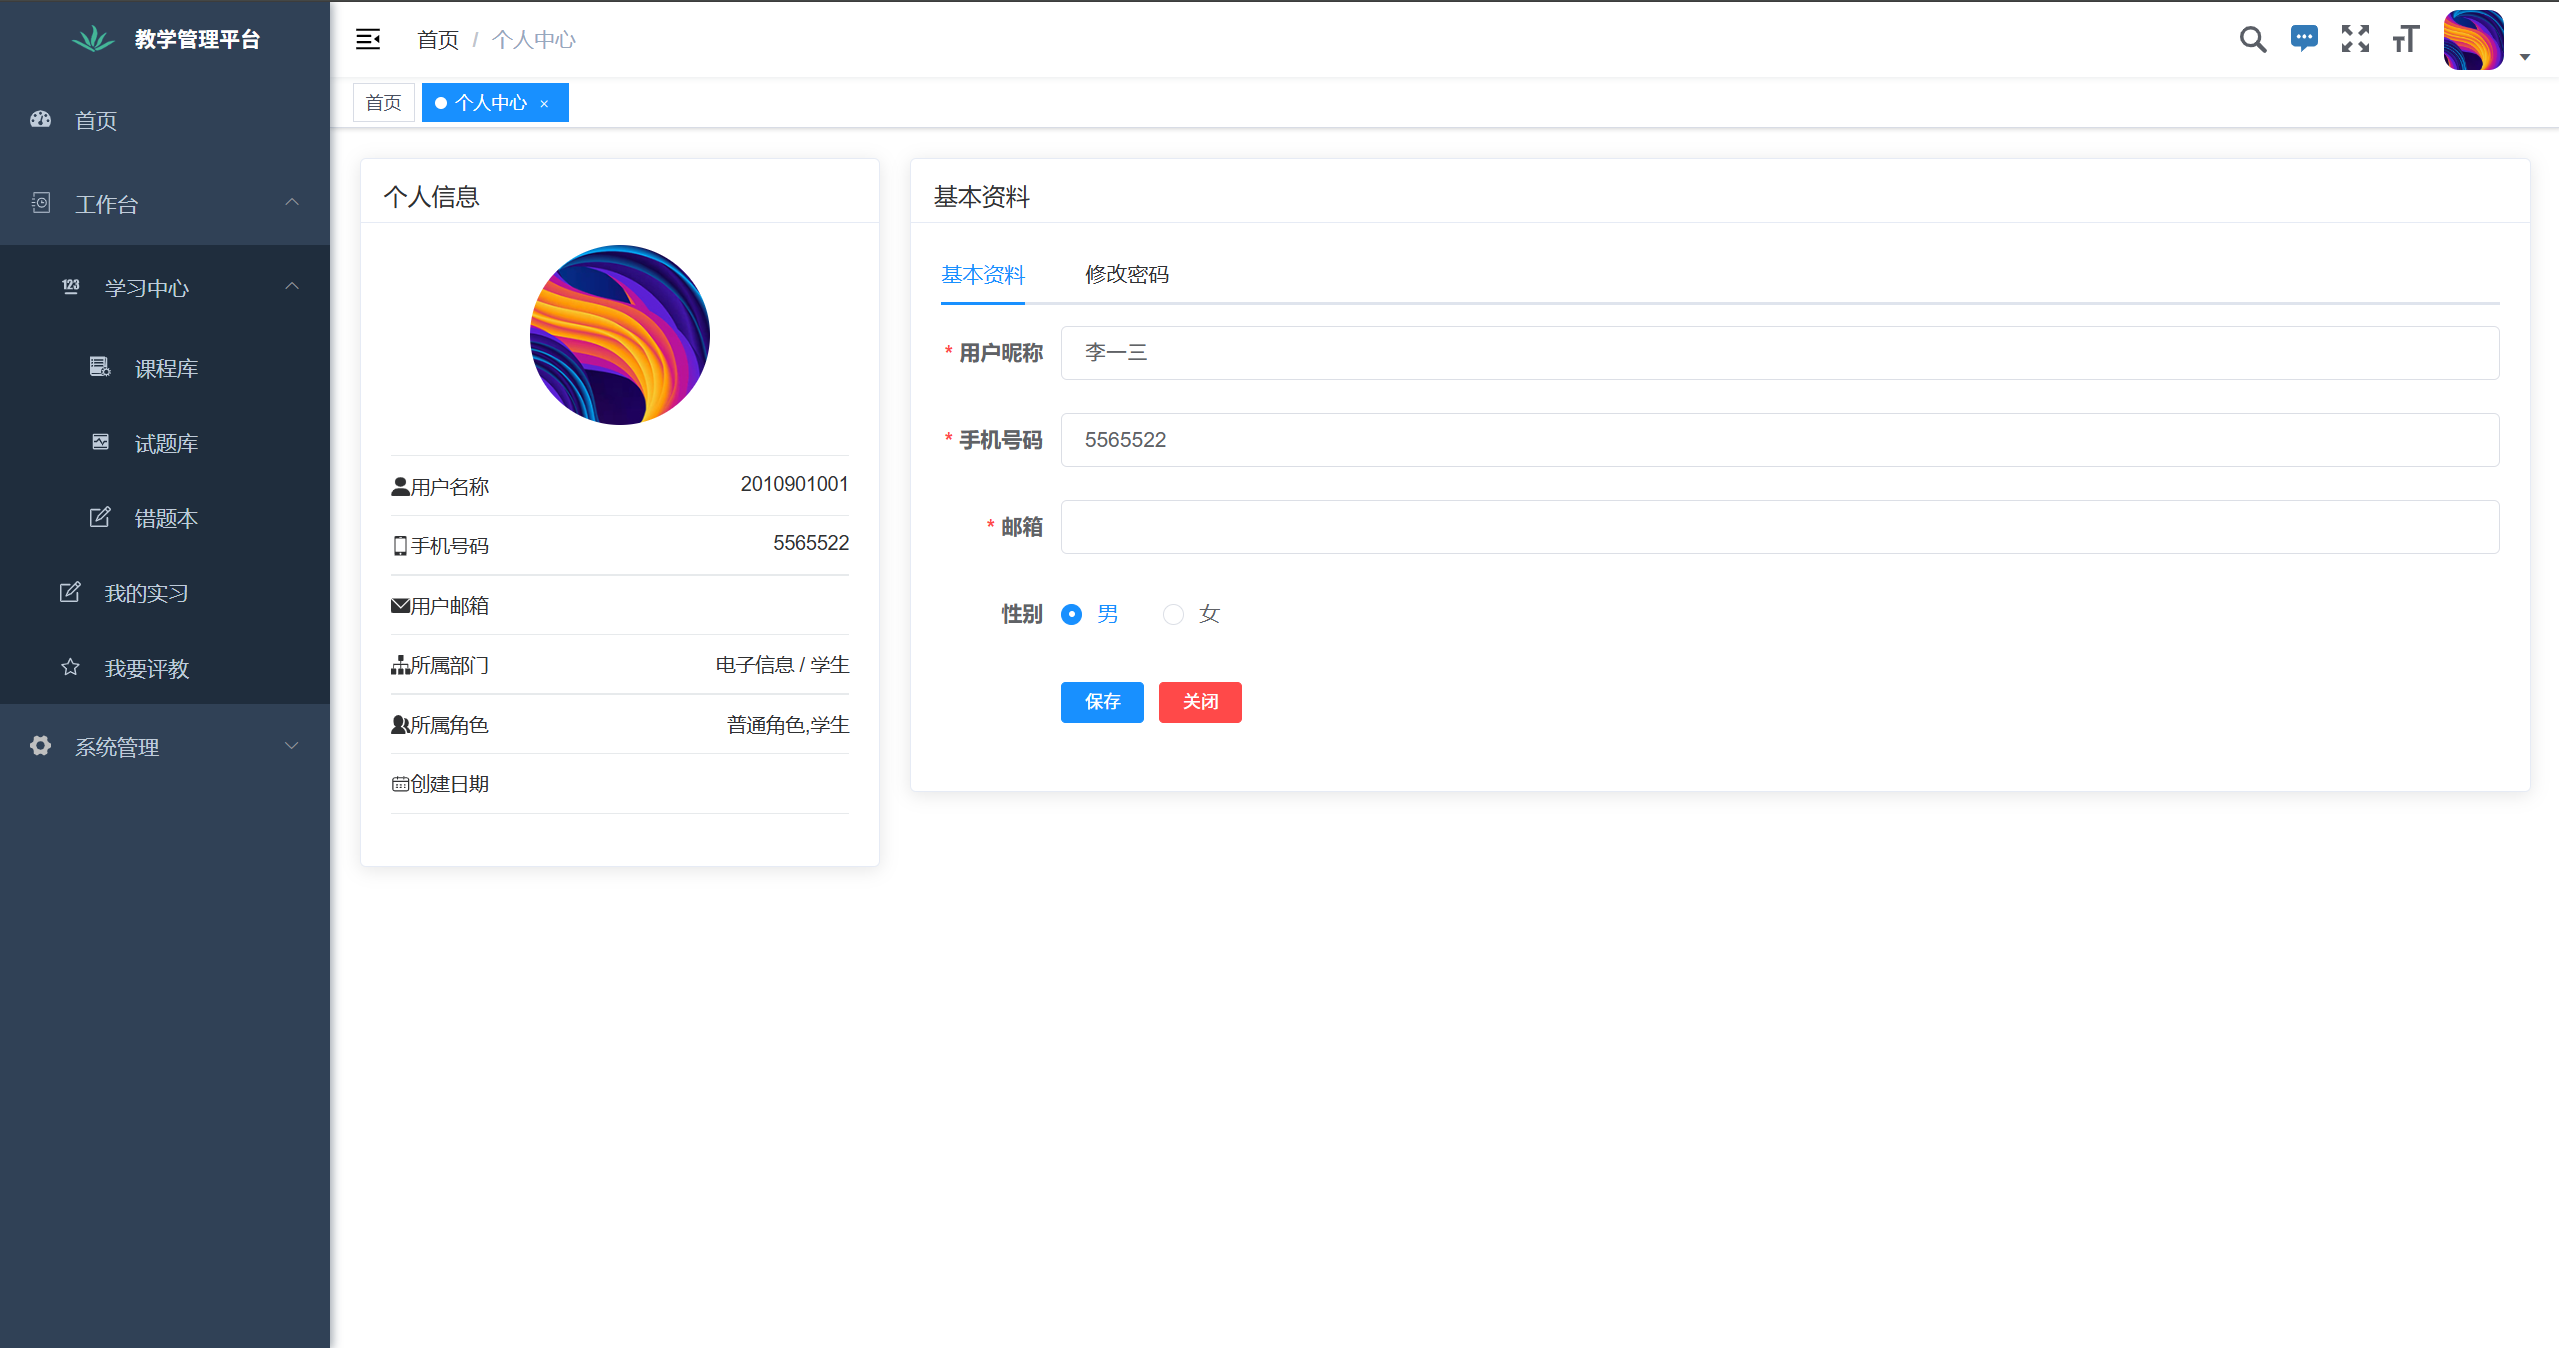 教学管理平台
首页
工作台
123 学习中心
课程库
试题库
错题本
我的实习
我要评教
系统管理
首页 / 个人中心
首页
个人中心 ×
个人信息
用户名称 2010901001
手机号码 5565522
用户邮箱
所属部门 电子信息 / 学生
所属角色 普通角色,学生
创建日期
基本资料
基本资料 修改密码
* 用户昵称 李一三
* 手机号码 5565522
* 邮箱
性别 男 女
保存 关闭